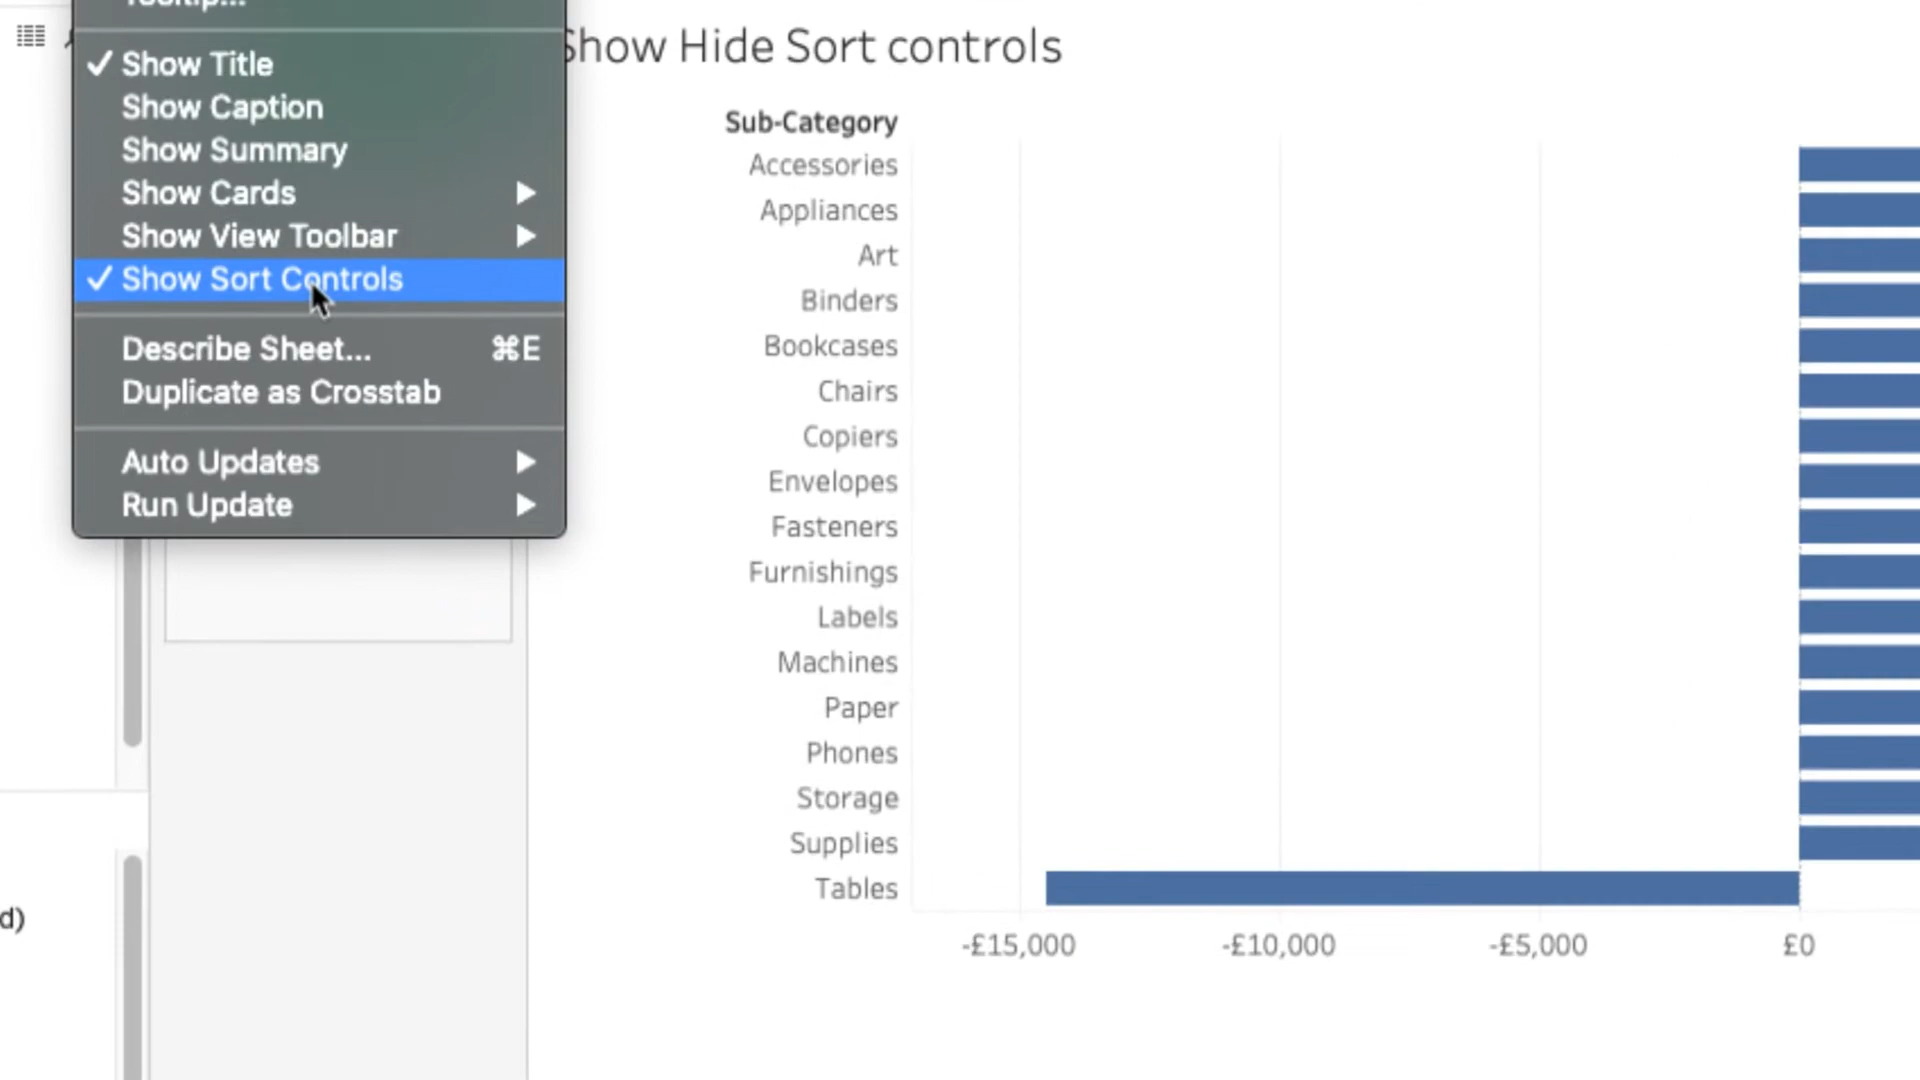 Tooltip...
Show Title
Show Caption
Show Summary
Show Cards
Show View Toolbar
Show Sort Controls
Describe Sheet... ⌘E
Duplicate as Crosstab
Auto Updates
Run Update
d)
Show Hide Sort controls
Sub-Category
Accessories
Appliances
Art
Binders
Bookcases
Chairs
Copiers
Envelopes
Fasteners
Furnishings
Labels
Machines
Paper
Phones
Storage
Supplies
Tables
-£15,000 -£10,000 -£5,000 £0